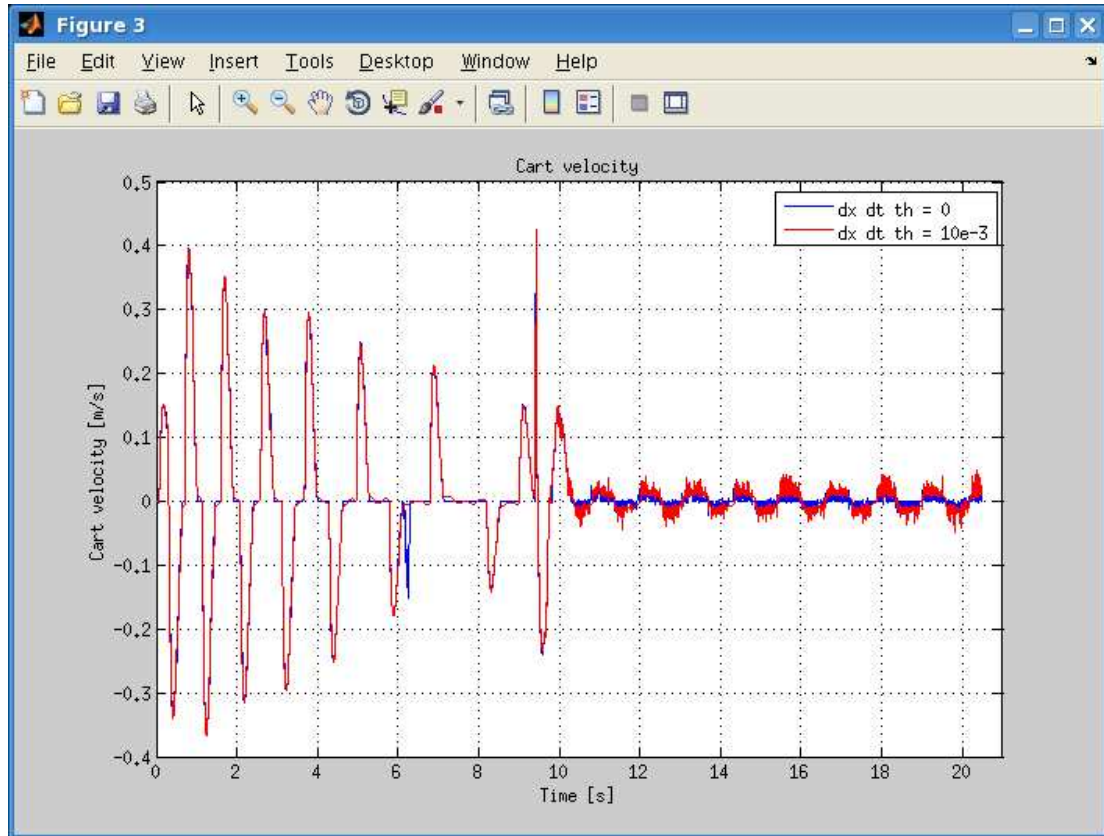 Figure 3
File Edit View Insert Tools Desktop Window Help
Cart velocity
dx dt th = 0
dx dt th = 10e-3
0.5
0.4
0.3
0.2
0.1
0
-0.1
-0.2
-0.3
-0.4
Cart velocity [m/s]
0 2 4 6 8 10 12 14 16 18 20
Time [s]